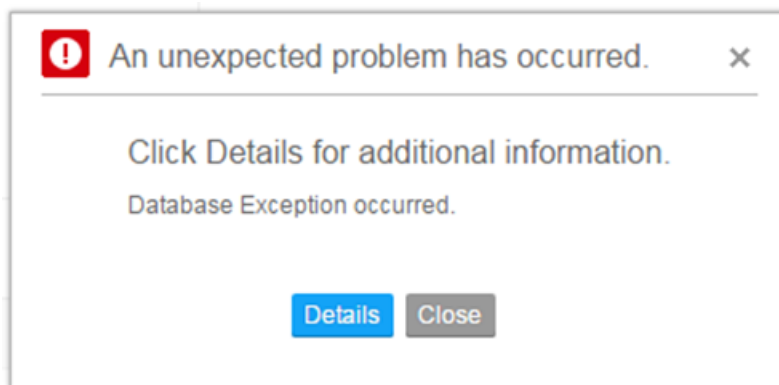 An unexpected problem has occurred.
Click Details for additional information.
Database Exception occurred.
Details Close